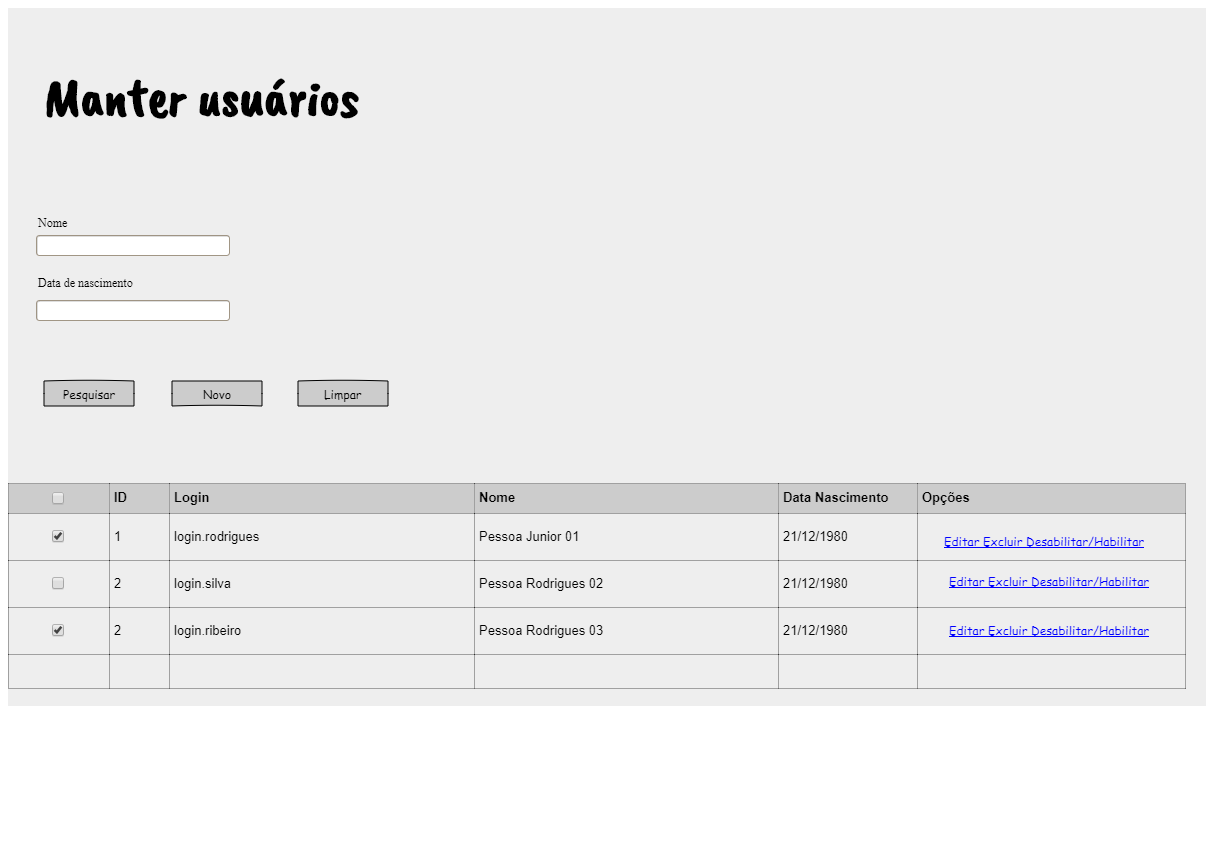 Manter usuários
Nome
Data de nascimento
Pesquisar Novo Limpar
ID Login Nome Data Nascimento Opções
1 login.rodrigues Pessoa Junior 01 21/12/1980 Editar Excluir Desabilitar/Habilitar
2 login.silva Pessoa Rodrigues 02 21/12/1980 Editar Excluir Desabilitar/Habilitar
2 login.ribeiro Pessoa Rodrigues 03 21/12/1980 Editar Excluir Desabilitar/Habilitar